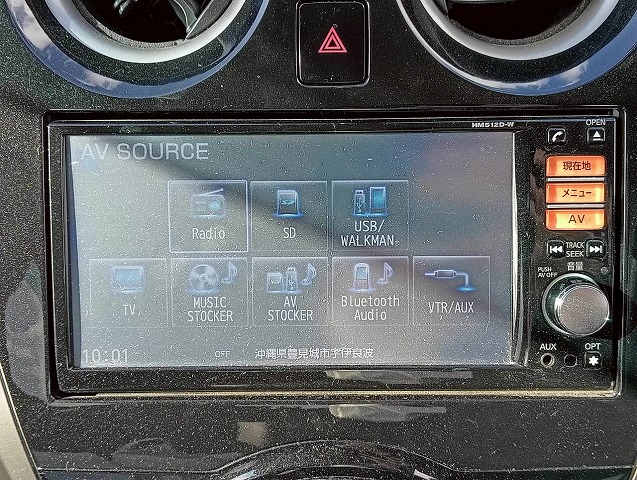 HM512D-W
OPEN
AV SOURCE
現在地
メニュー
AV
Radio
SD
USB/
WALKMAN
TRACK
SEEK
PUSH
AV OFF
音量
TV
MUSIC
STOCKER
AV
STOCKER
Bluetooth
Audio
VTR/AUX
AUX
OPT
10:01
OFF
沖縄県豊見城市字伊良波